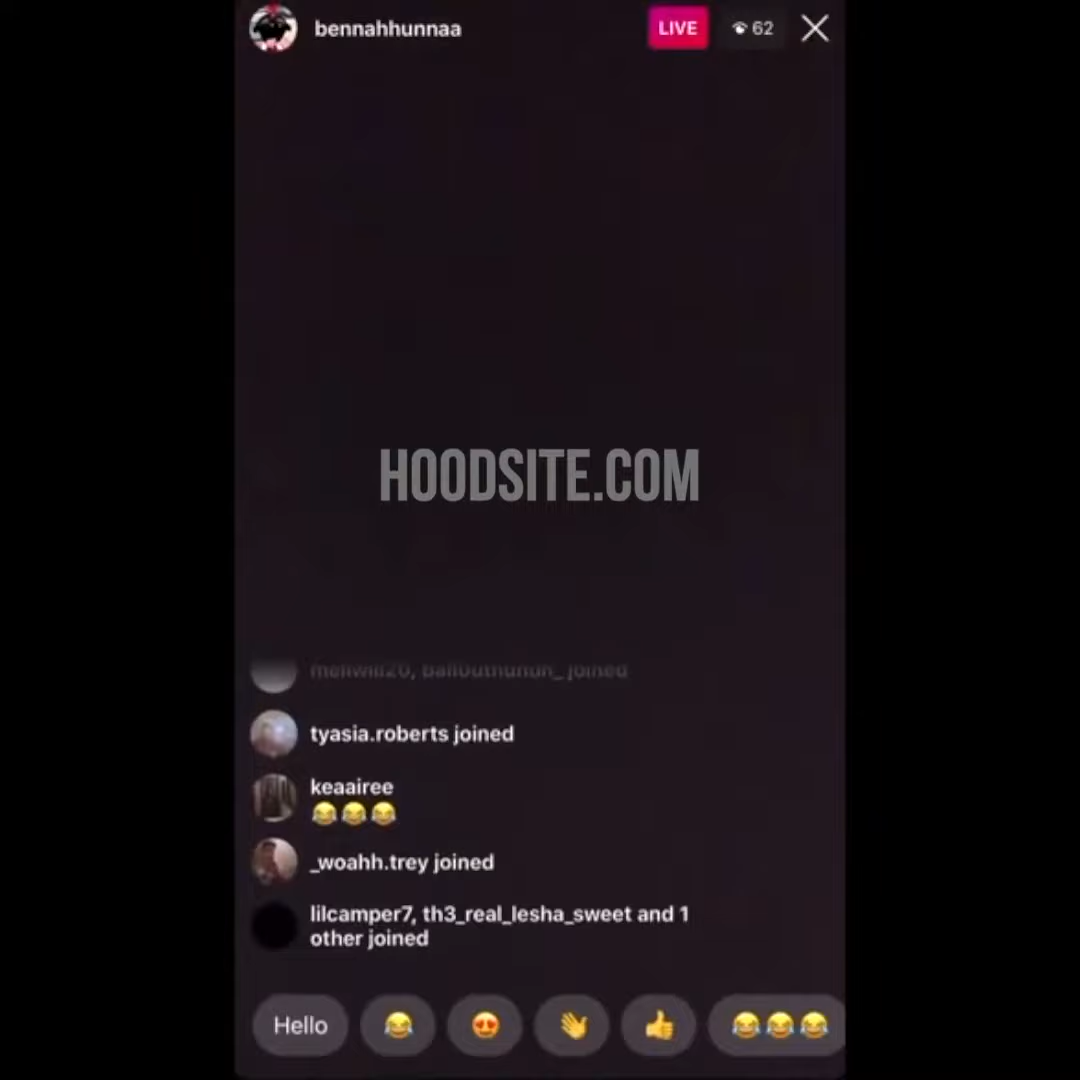 bennahhunnaa
LIVE
62
HOODSITE.COM
joined
tyasia.roberts joined
keaairee
😂😂😂
_woahh.trey joined
lilcamper7, th3_real_lesha_sweet and 1
other joined
Hello 😂 😍 👋 👍 😂😂😂